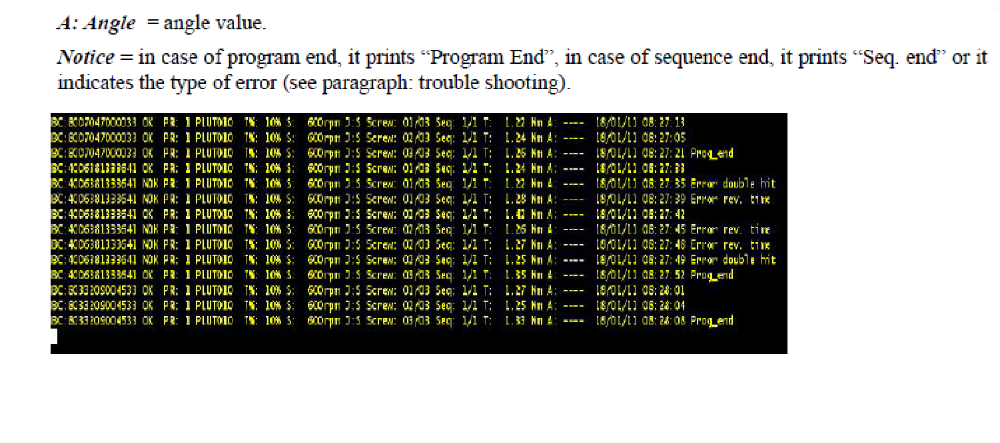 A: Angle = angle value.
Notice = in case of program end, it prints “Program End”, in case of sequence end, it prints “Seq. end” or it
indicates the type of error (see paragraph: trouble shooting).
BC:8007047000033 OK PR: 1 PLUTO10 T%: 10% S: 600rpm J:S Screw: 01/03 Seq: 1/1 T: 1.22 Nm A: ---- 18/01/11 08:27:13
BC:8007047000033 OK PR: 1 PLUTO10 T%: 10% S: 600rpm J:S Screw: 02/03 Seq: 1/1 T: 1.24 Nm A: ---- 18/01/11 08:27:05
BC:8007047000033 OK PR: 1 PLUTO10 T%: 10% S: 600rpm J:S Screw: 03/03 Seq: 1/1 T: 1.26 Nm A: ---- 18/01/11 08:27:21 Prog_end
BC:4006381333641 OK PR: 1 PLUTO10 T%: 10% S: 600rpm J:S Screw: 01/03 Seq: 1/1 T: 1.24 Nm A: ---- 18/01/11 08:27:33
BC:4006381333641 NOK PR: 1 PLUTO10 T%: 10% S: 600rpm J:S Screw: 01/03 Seq: 1/1 T: 1.22 Nm A: ---- 18/01/11 08:27:35 Error double hit
BC:4006381333641 NOK PR: 1 PLUTO10 T%: 10% S: 600rpm J:S Screw: 01/03 Seq: 1/1 T: 1.28 Nm A: ---- 18/01/11 08:27:39 Error rev. time
BC:4006381333641 OK PR: 1 PLUTO10 T%: 10% S: 600rpm J:S Screw: 02/03 Seq: 1/1 T: 1.42 Nm A: ---- 18/01/11 08:27:42
BC:4006381333641 NOK PR: 1 PLUTO10 T%: 10% S: 600rpm J:S Screw: 02/03 Seq: 1/1 T: 1.26 Nm A: ---- 18/01/11 08:27:45 Error rev. time
BC:4006381333641 NOK PR: 1 PLUTO10 T%: 10% S: 600rpm J:S Screw: 02/03 Seq: 1/1 T: 1.27 Nm A: ---- 18/01/11 08:27:48 Error rev. time
BC:4006381333641 NOK PR: 1 PLUTO10 T%: 10% S: 600rpm J:S Screw: 02/03 Seq: 1/1 T: 1.25 Nm A: ---- 18/01/11 08:27:49 Error double hit
BC:4006381333641 OK PR: 1 PLUTO10 T%: 10% S: 600rpm J:S Screw: 03/03 Seq: 1/1 T: 1.35 Nm A: ---- 18/01/11 08:27:52 Prog_end
BC:8033209004533 OK PR: 1 PLUTO10 T%: 10% S: 600rpm J:S Screw: 01/03 Seq: 1/1 T: 1.27 Nm A: ---- 18/01/11 08:28:01
BC:8033209004533 OK PR: 1 PLUTO10 T%: 10% S: 600rpm J:S Screw: 02/03 Seq: 1/1 T: 1.25 Nm A: ---- 18/01/11 08:28:04
BC:8033209004533 OK PR: 1 PLUTO10 T%: 10% S: 600rpm J:S Screw: 03/03 Seq: 1/1 T: 1.33 Nm A: ---- 18/01/11 08:28:08 Prog_end